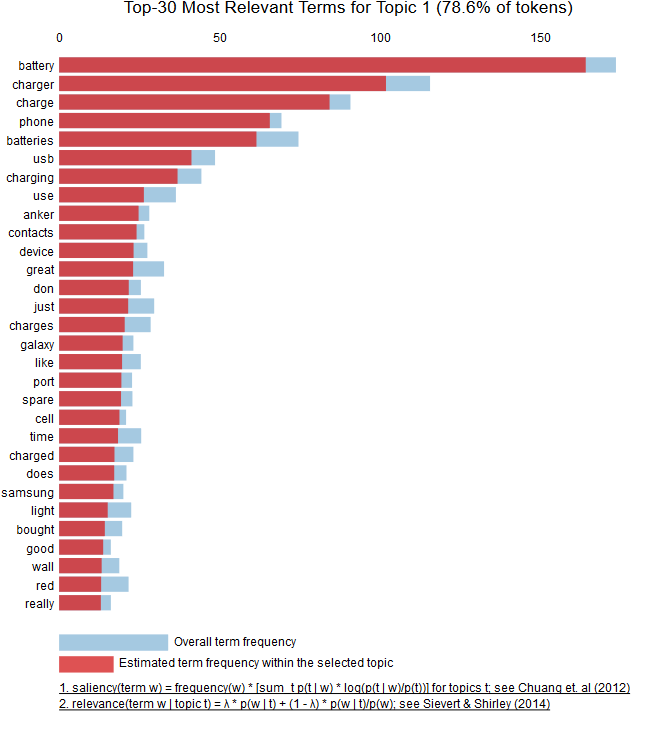 Top-30 Most Relevant Terms for Topic 1 (78.6% of tokens)
0 50 100 150
battery
charger
charge
phone
batteries
usb
charging
use
anker
contacts
device
great
don
just
charges
galaxy
like
port
spare
cell
time
charged
does
samsung
light
bought
good
wall
red
really
Overall term frequency
Estimated term frequency within the selected topic
1. saliency(term w) = frequency(w) * [sum_t p(t | w) * log(p(t | w)/p(t))] for topics t; see Chuang et. al (2012)
2. relevance(term w | topic t) = λ * p(w | t) + (1 - λ) * p(w | t)/p(w); see Sievert & Shirley (2014)